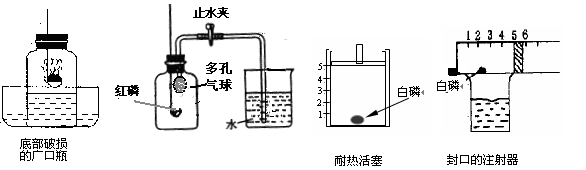 止水夹
多孔
气球
红磷
水
底部破损
的广口瓶
5
4
3
2
1
白磷
耐热活塞
1 2 3 4 5 6
白磷
封口的注射器